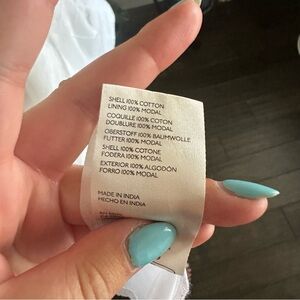 SHELL 100% COTTON
LINING 100% MODAL
COQUILLE 100% COTON
DOUBLURE 100% MODAL
OBERSTOFF 100% BAUMWOLLE
FUTTER 100% MODAL
SHELL 100% COTONE
FODERA 100% MODAL
EXTERIOR 100% ALGODÓN
FORRO 100% MODAL
MADE IN INDIA
HECHO EN INDIA